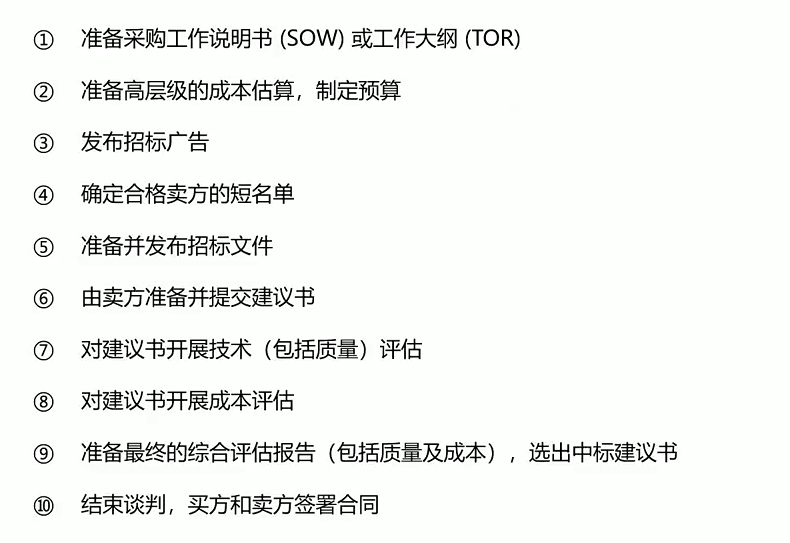 ① 准备采购工作说明书 (SOW) 或工作大纲 (TOR)
② 准备高层级的成本估算，制定预算
③ 发布招标广告
④ 确定合格卖方的短名单
⑤ 准备并发布招标文件
⑥ 由卖方准备并提交建议书
⑦ 对建议书开展技术（包括质量）评估
⑧ 对建议书开展成本评估
⑨ 准备最终的综合评估报告（包括质量及成本），选出中标建议书
⑩ 结束谈判，买方和卖方签署合同